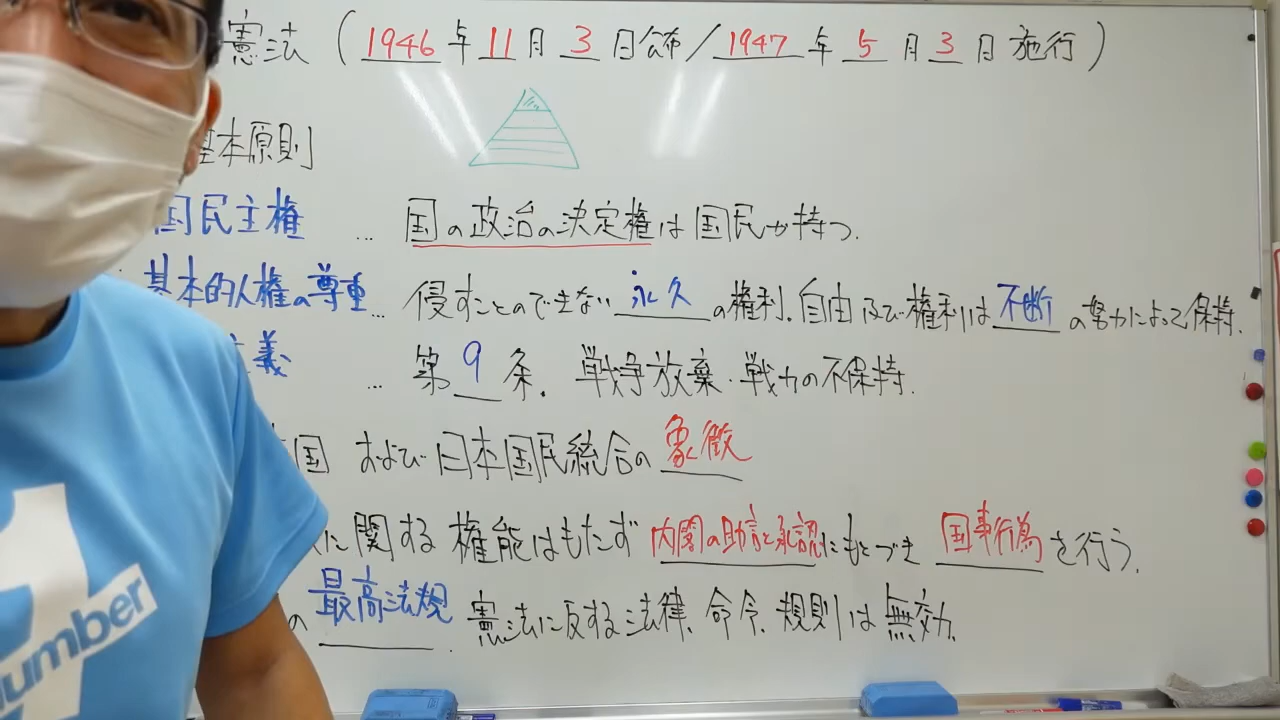 憲法 (1946年11月3日公布/1947年5月3日施行)
基本原則
国民主権 … 国の政治の決定権は国民が持つ.
基本的人権の尊重… 侵すことのできない永久の権利.自由及び権利は不断の努力によって保持.
主義 … 第9条. 戦争放棄.戦力の不保持.
国 および日本国民統合の象徴
に関する権能はもたず内閣の助言と承認にもとづき 国事行為を行う.
の最高法規. 憲法に反する法律.命令.規則は無効.
number